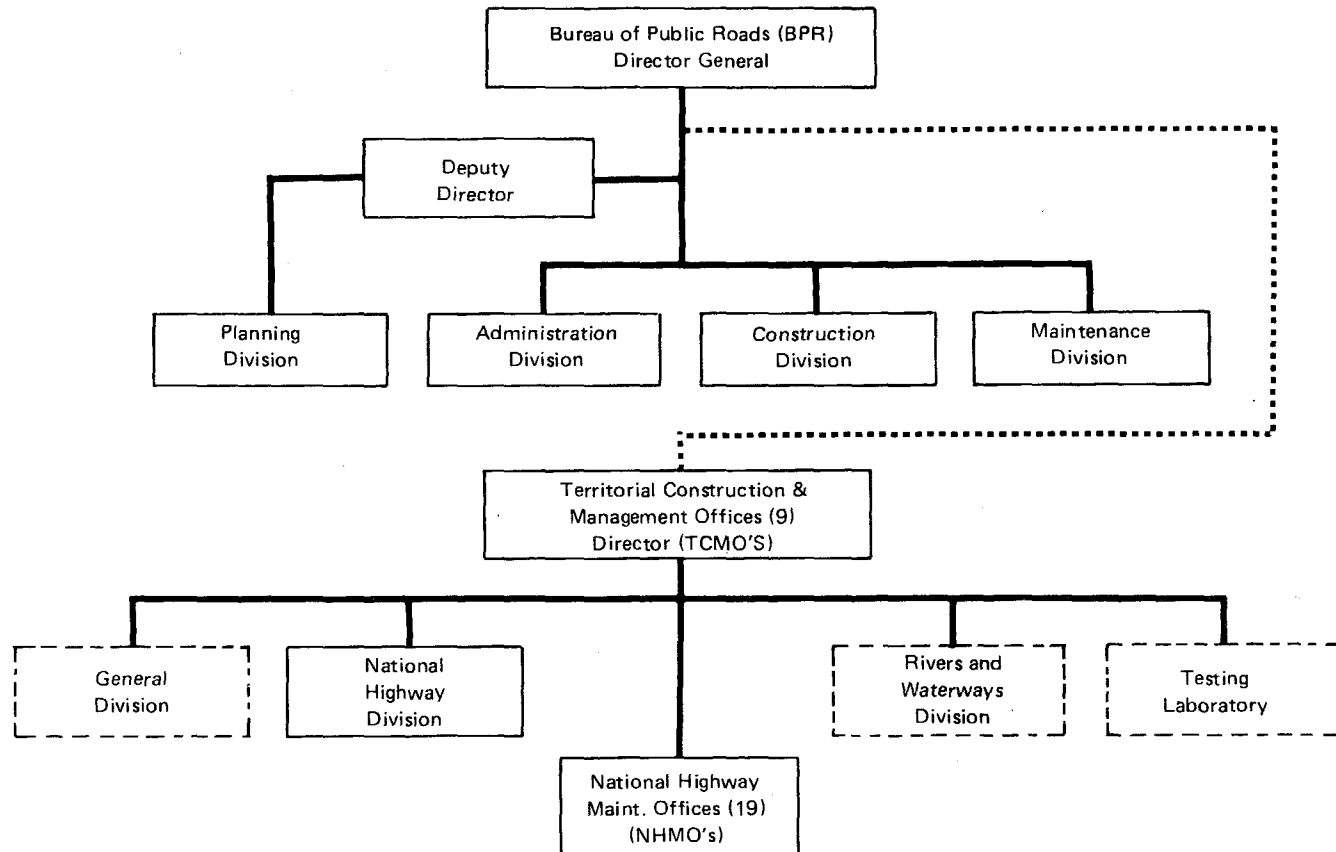 Bureau of Public Roads (BPR)
Director General
Deputy
Director
Planning
Division
Administration
Division
Construction
Division
Maintenance
Division
Territorial Construction &
Management Offices (9)
Director (TCMO'S)
General
Division
National
Highway
Division
Rivers and
Waterways
Division
Testing
Laboratory
National Highway
Maint. Offices (19)
(NHMO's)